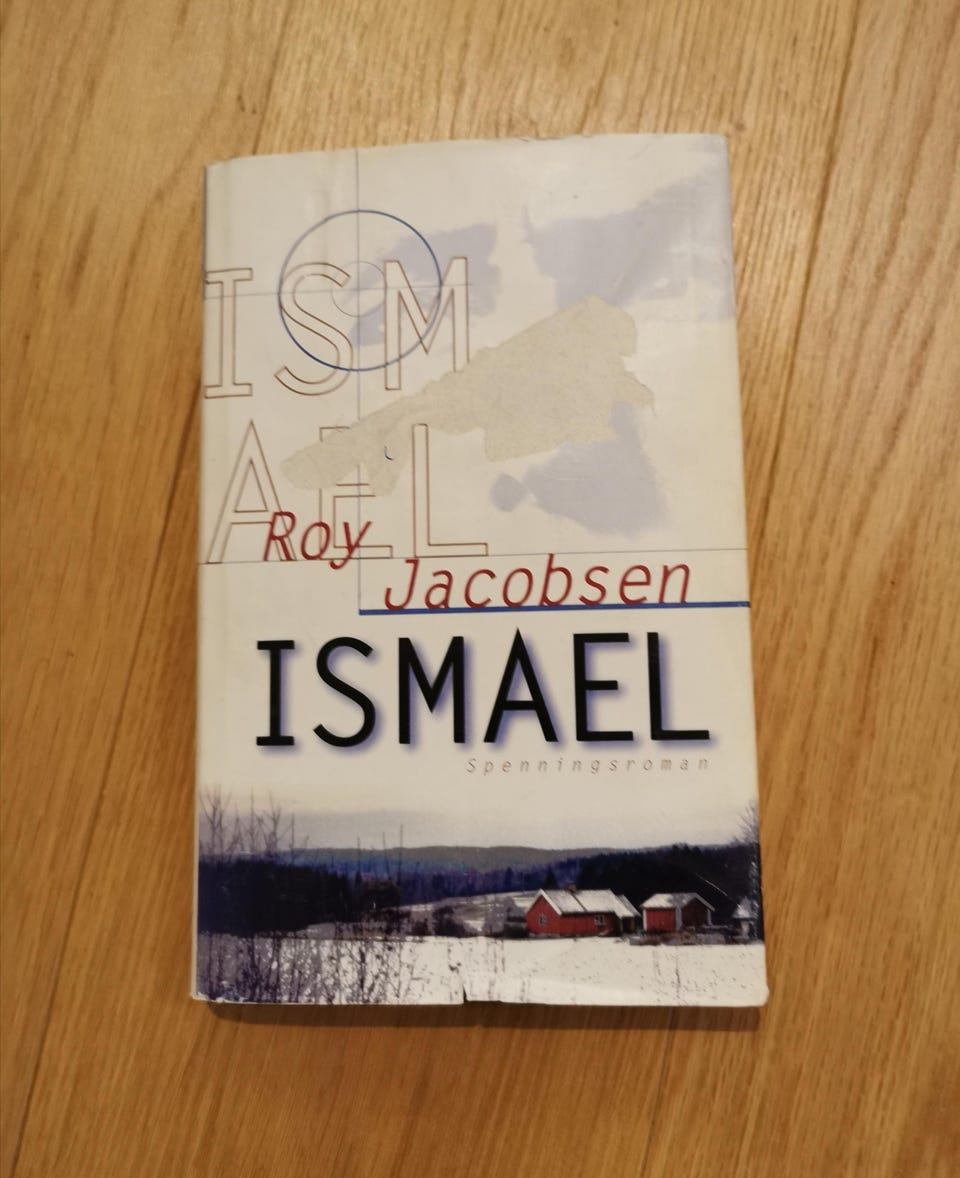 ISM
AEL
Roy
Jacobsen
ISMAEL
Spenningsroman